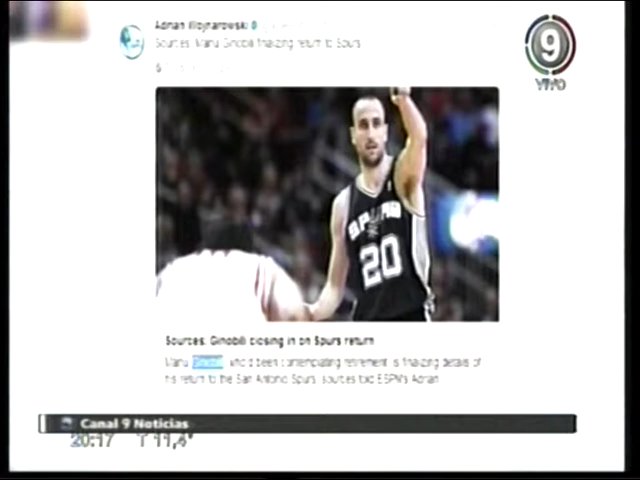 Adrian Wojnarowski
Sources: Manu Ginobili finalizing return to Spurs
9
VIVO
SPURS
20
Sources: Ginobili closing in on Spurs return
Manu Ginobili, who'd been contemplating retirement, is finalizing details of
his return to the San Antonio Spurs, sources told ESPN's Adrian
Canal 9 Noticias
20:17 T 11,4°